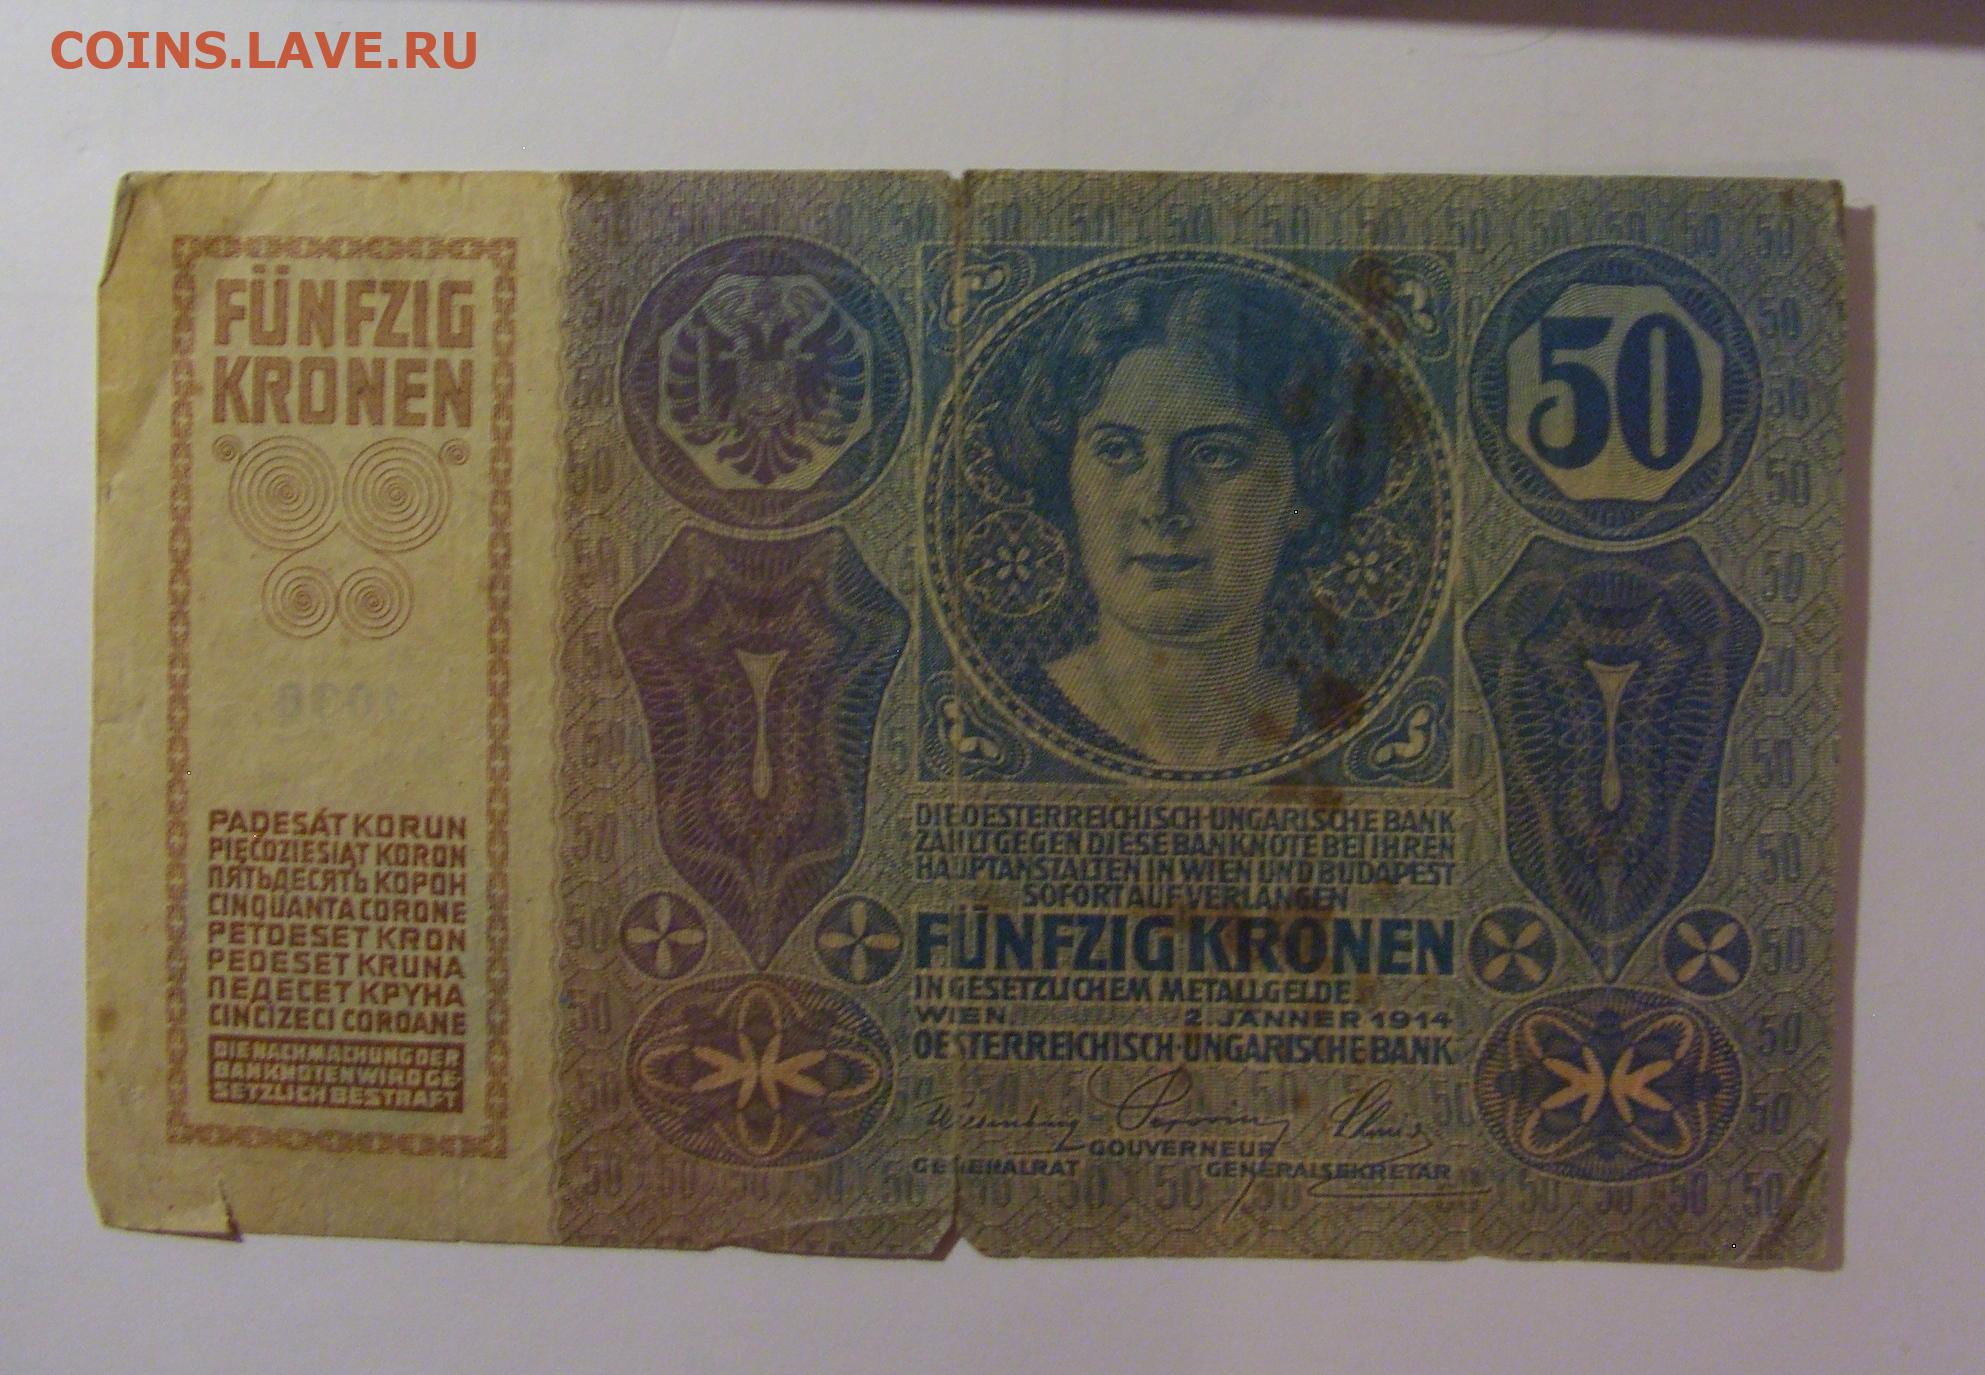 COINS.LAVE.RU
FÜNFZIG
KRONEN
PADESÁT KORUN
PIĘĆDZIESIĄT KORON
ПЯТЬДЕСЯТЬ КОРОН
CINQUANTA CORONE
PETDESET KRON
PEDESET KRUNA
ПЕДЕСЕТ КРУНА
CINCĬZECI COROANE
DIE NACHMACHUNG DER
BANKNOTEN WIRD GE-
SETZLICH BESTRAFT
50
DIE OESTERREICHISCH-UNGARISCHE BANK
ZAHLT GEGEN DIESE BANKNOTE BEI IHREN
HAUPTANSTALTEN IN WIEN UND BUDAPEST
SOFORT AUF VERLANGEN
FÜNFZIG KRONEN
IN GESETZLICHEM METALLGELDE.
WIEN, 2. JÄNNER 1914
OESTERREICHISCH-UNGARISCHE BANK
GOUVERNEUR
GENERALRAT GENERALSEKRETÄR